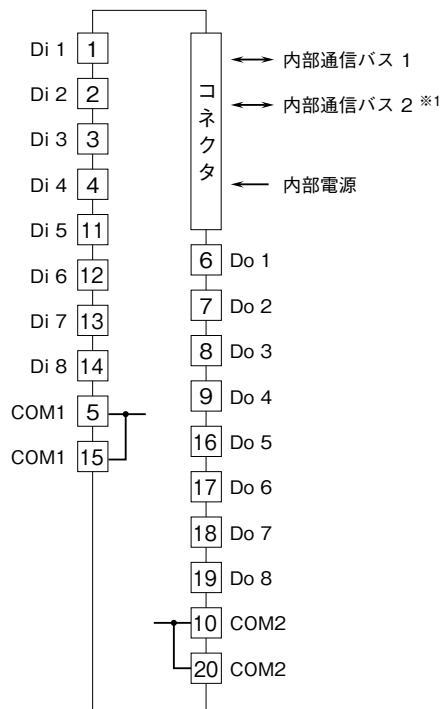 Di 1 1
Di 2 2
Di 3 3
Di 4 4
Di 5 11
Di 6 12
Di 7 13
Di 8 14
COM1 5
COM1 15
コネクタ
内部通信バス 1
内部通信バス 2 ※1
内部電源
6 Do 1
7 Do 2
8 Do 3
9 Do 4
16 Do 5
17 Do 6
18 Do 7
19 Do 8
10 COM2
20 COM2